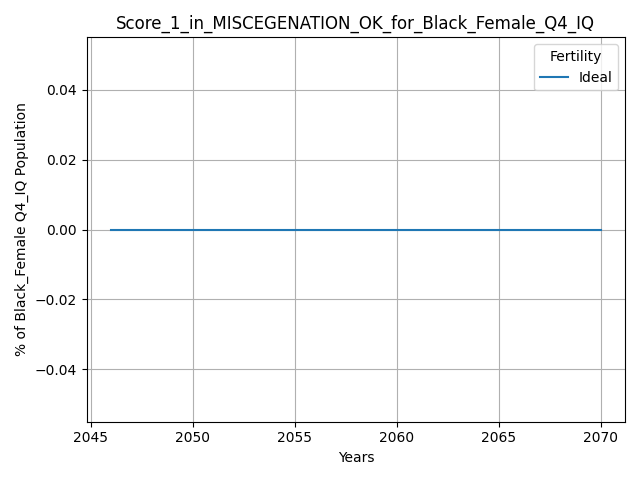 Score_1_in_MISCEGENATION_OK_for_Black_Female_Q4_IQ
Fertility
Ideal
% of Black_Female Q4_IQ Population
0.04
0.02
0.00
−0.02
−0.04
2045 2050 2055 2060 2065 2070
Years